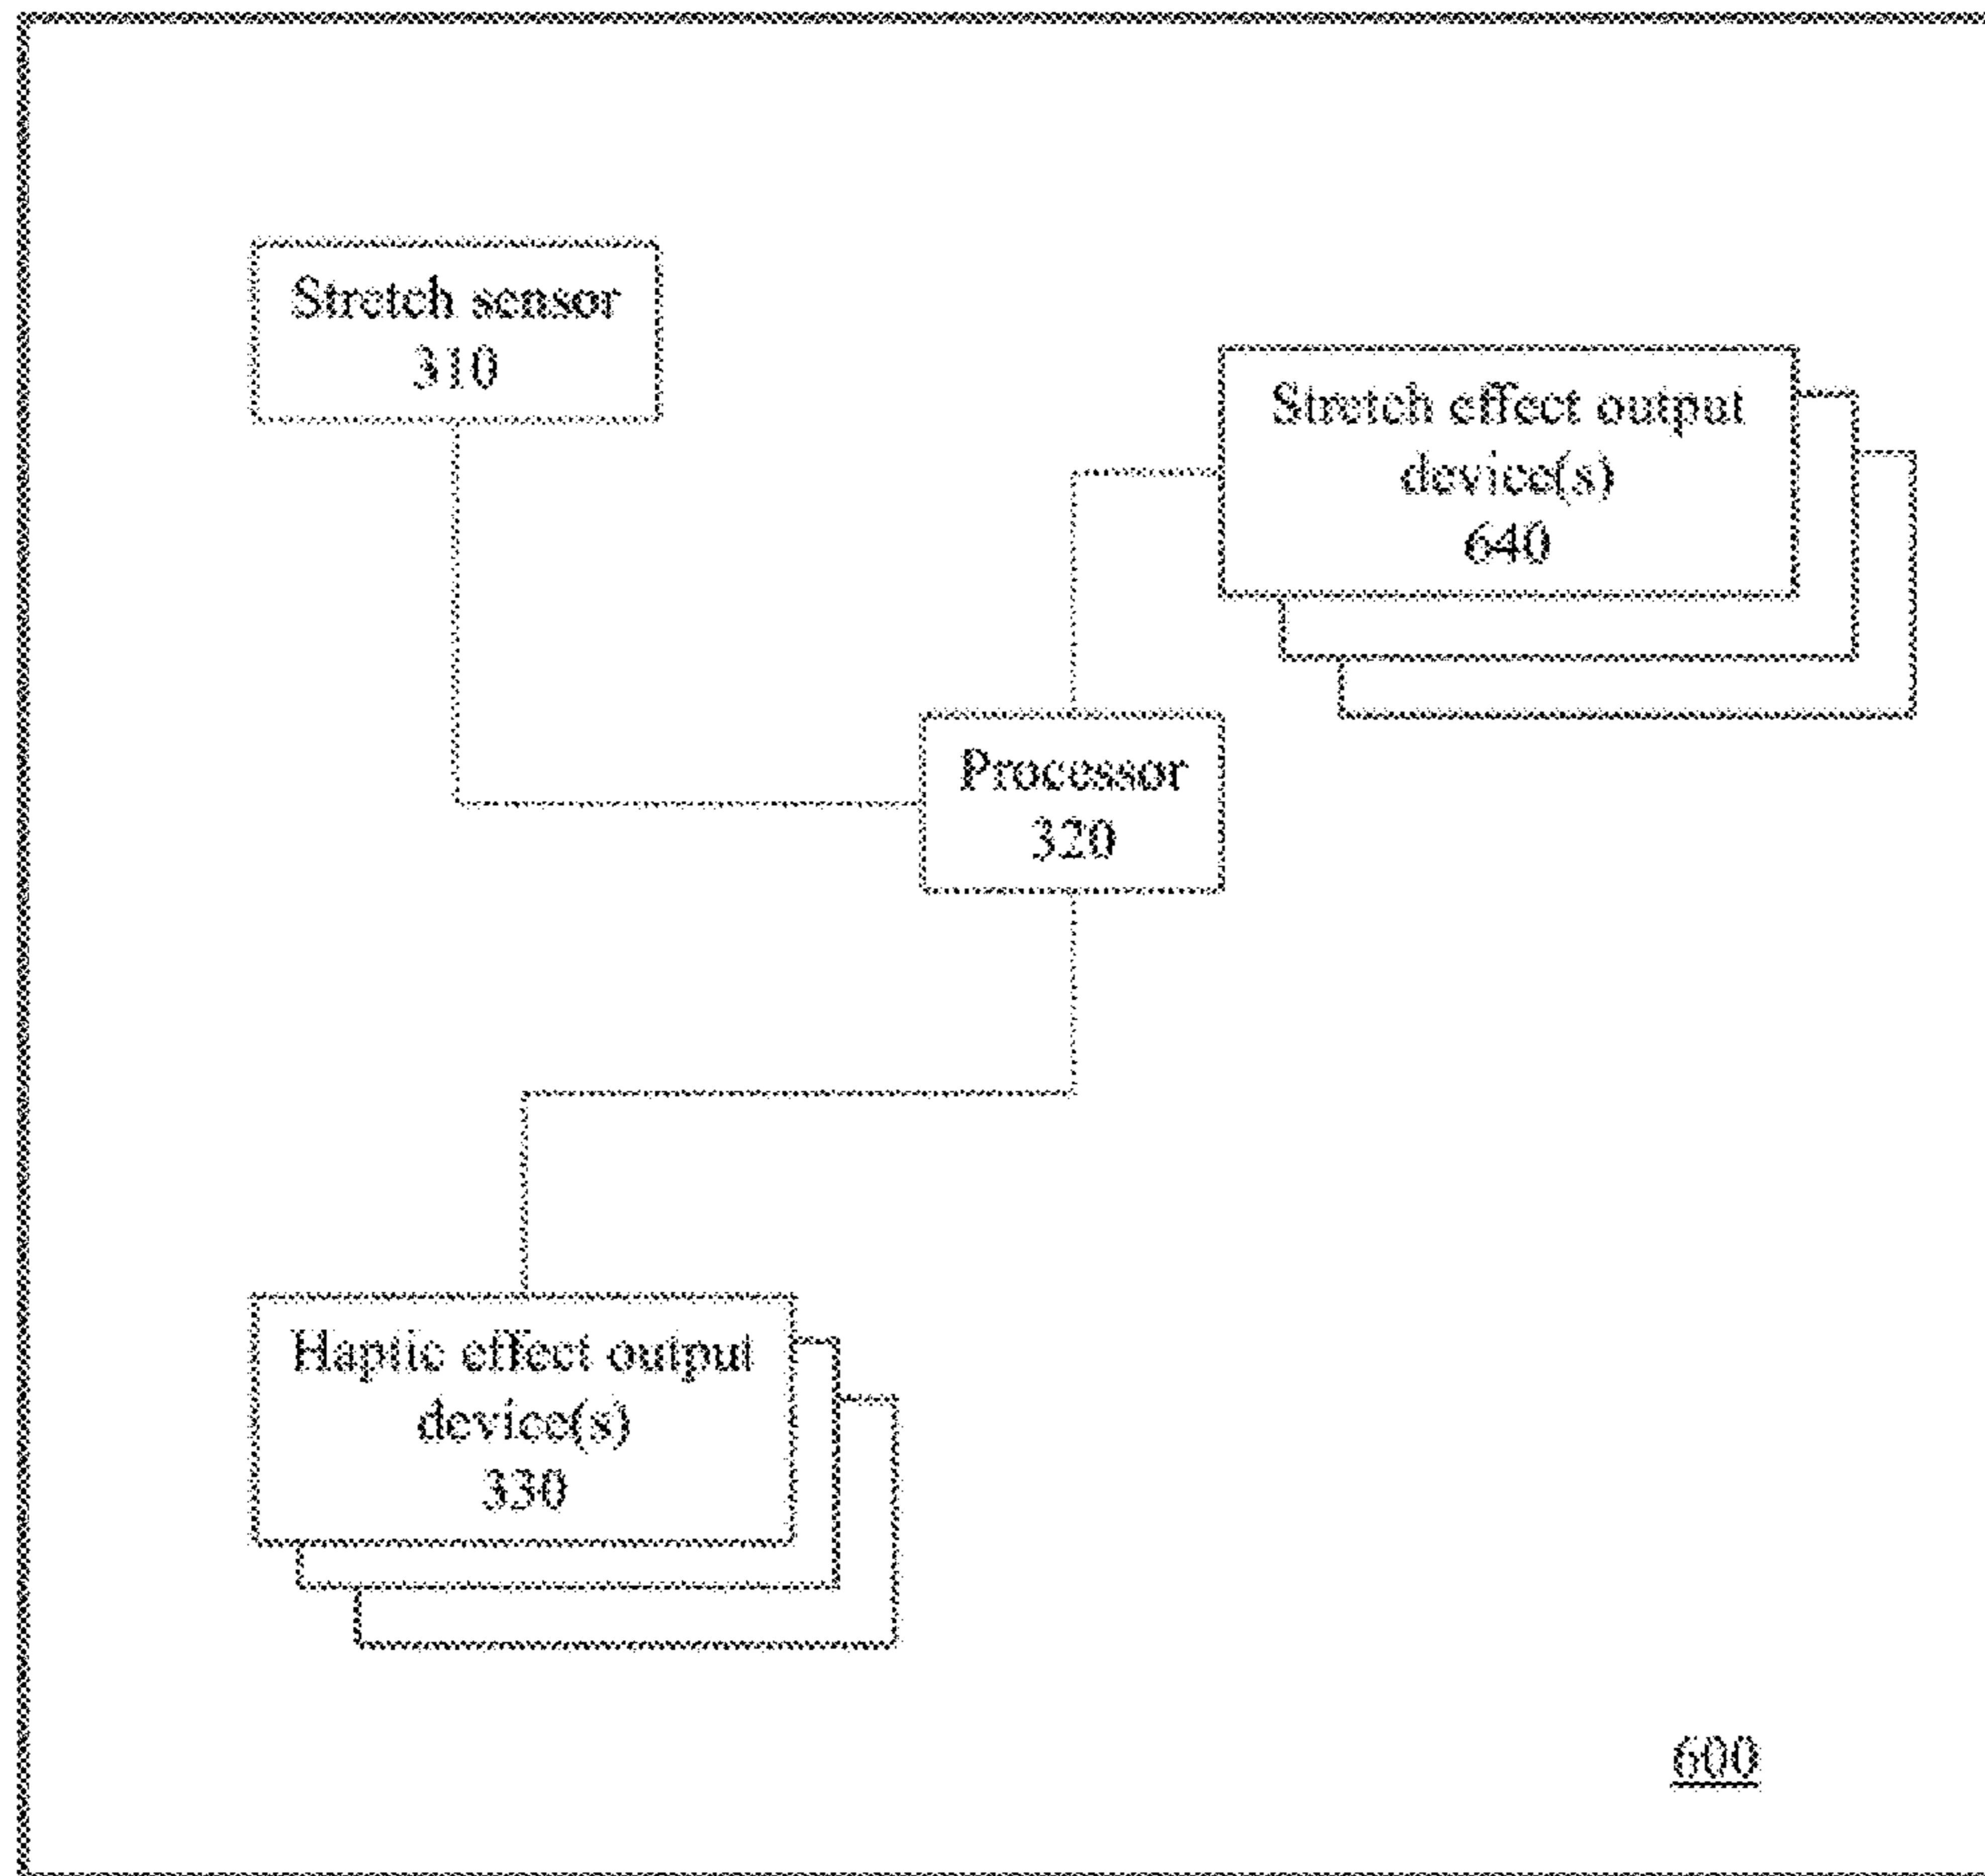 Stretch sensor
310
Stretch effect output
device(s)
640
Processor
320
Haptic effect output
device(s)
330
600